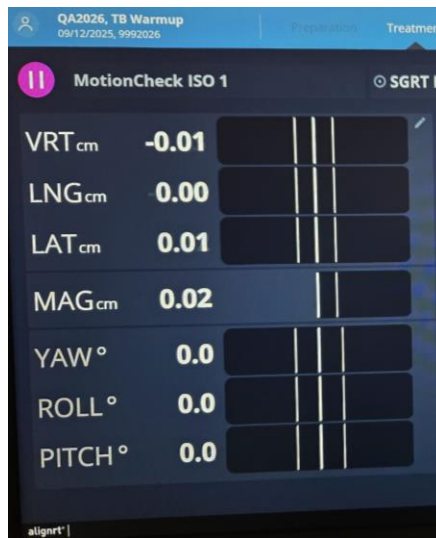 QA2026, TB Warmup
09/12/2025, 9992026
Preparation
Treatmen
MotionCheck ISO 1
SGRT
VRT cm -0.01
LNG cm -0.00
LAT cm 0.01
MAG cm 0.02
YAW° 0.0
ROLL° 0.0
PITCH° 0.0
alignrt®